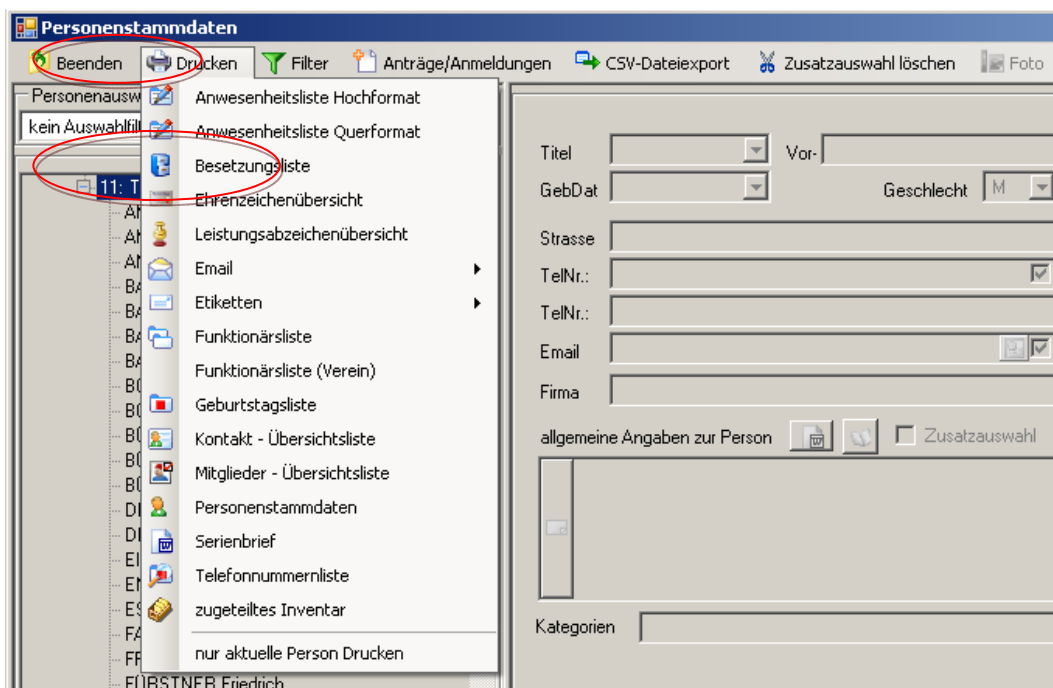 Personenstammdaten
Beenden Drucken Filter Anträge/Anmeldungen CSV-Dateiexport Zusatzauswahl löschen Foto
Personenausw
kein Auswahlfilt
11: T
Anwesenheitsliste Hochformat
Anwesenheitsliste Querformat
Besetzungsliste
Ehrenzeichenübersicht
Leistungsabzeichenübersicht
Email
Etiketten
Funktionärsliste
Funktionärsliste (Verein)
Geburtstagsliste
Kontakt - Übersichtsliste
Mitglieder - Übersichtsliste
Personenstammdaten
Serienbrief
Telefonnummernliste
zugeteiltes Inventar
nur aktuelle Person Drucken
FÜRSTNER Friedrich
Titel Vor-
GebDat Geschlecht M
Strasse
TelNr.:
TelNr.:
Email
Firma
allgemeine Angaben zur Person Zusatzauswahl
Kategorien